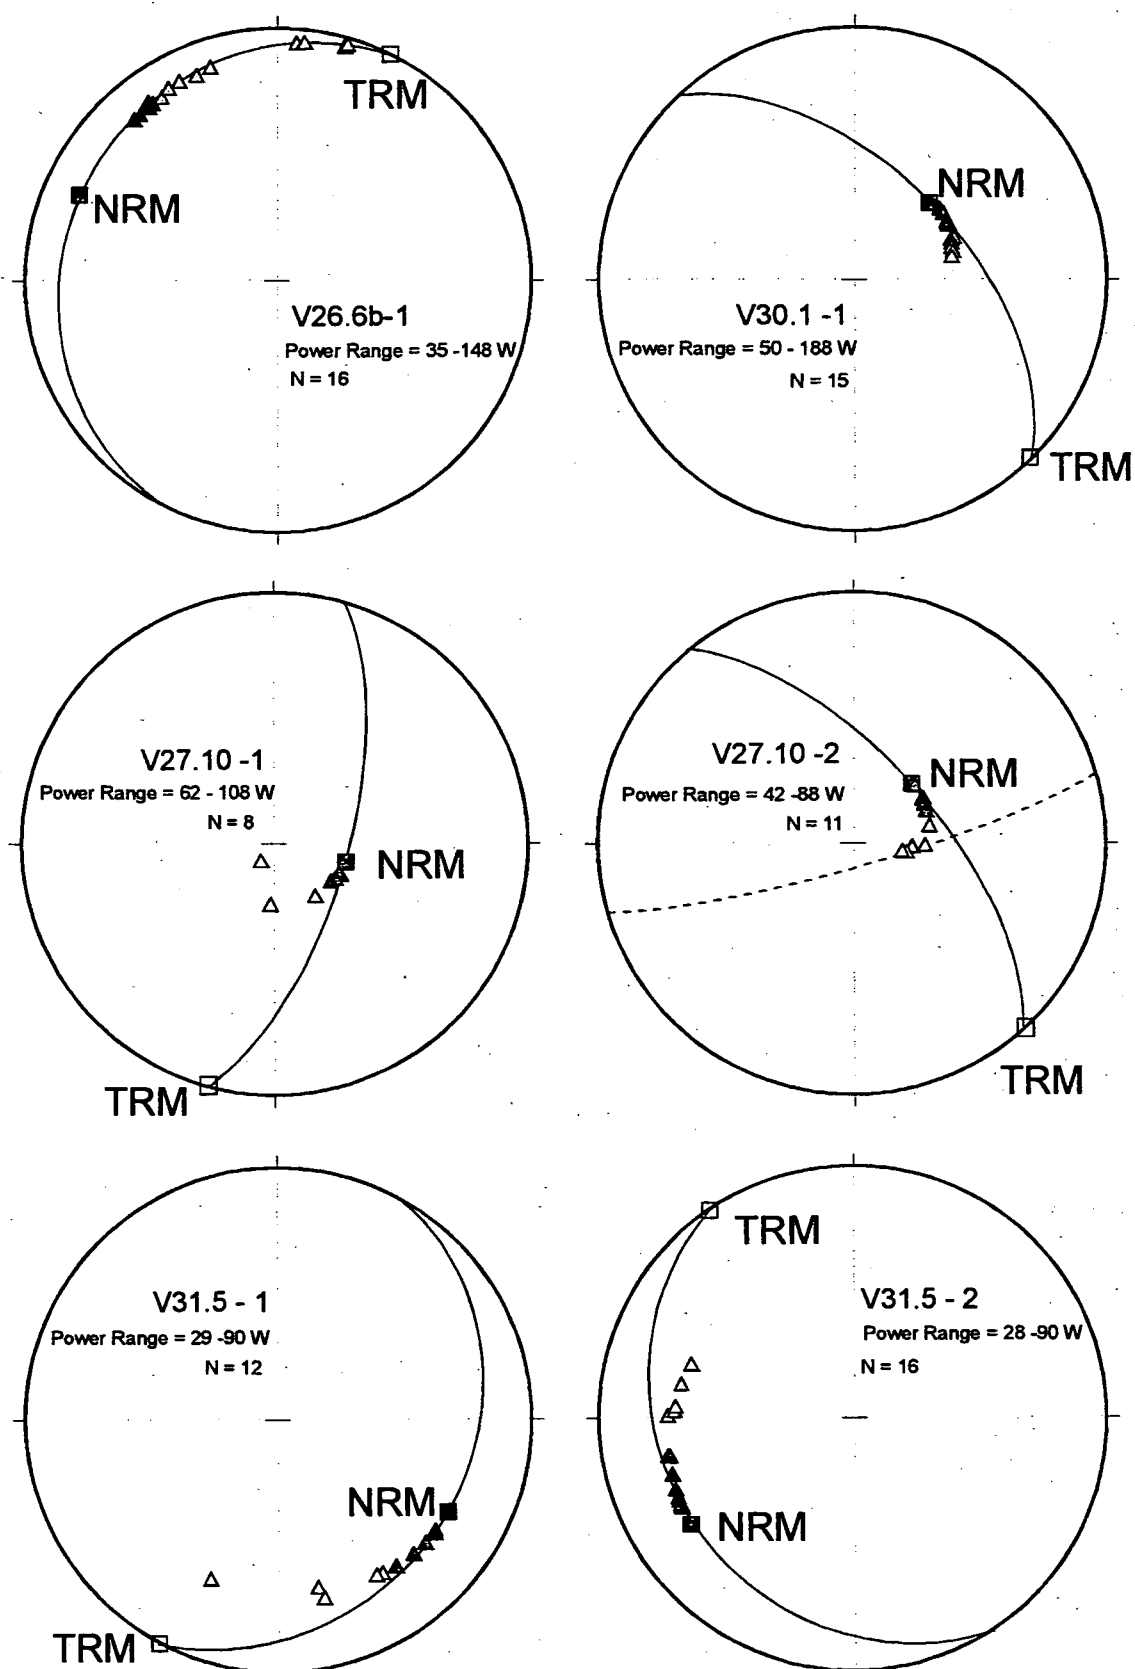 TRM
NRM
V26.6b-1
Power Range = 35 -148 W
N = 16
NRM
V30.1 -1
Power Range = 50 - 188 W
N = 15
TRM
V27.10 -1
Power Range = 62 - 108 W
N = 8
NRM
TRM
V27.10 -2
NRM
Power Range = 42 -88 W
N = 11
TRM
V31.5 - 1
Power Range = 29 -90 W
N = 12
NRM
TRM
TRM
V31.5 - 2
Power Range = 28 -90 W
N = 16
NRM